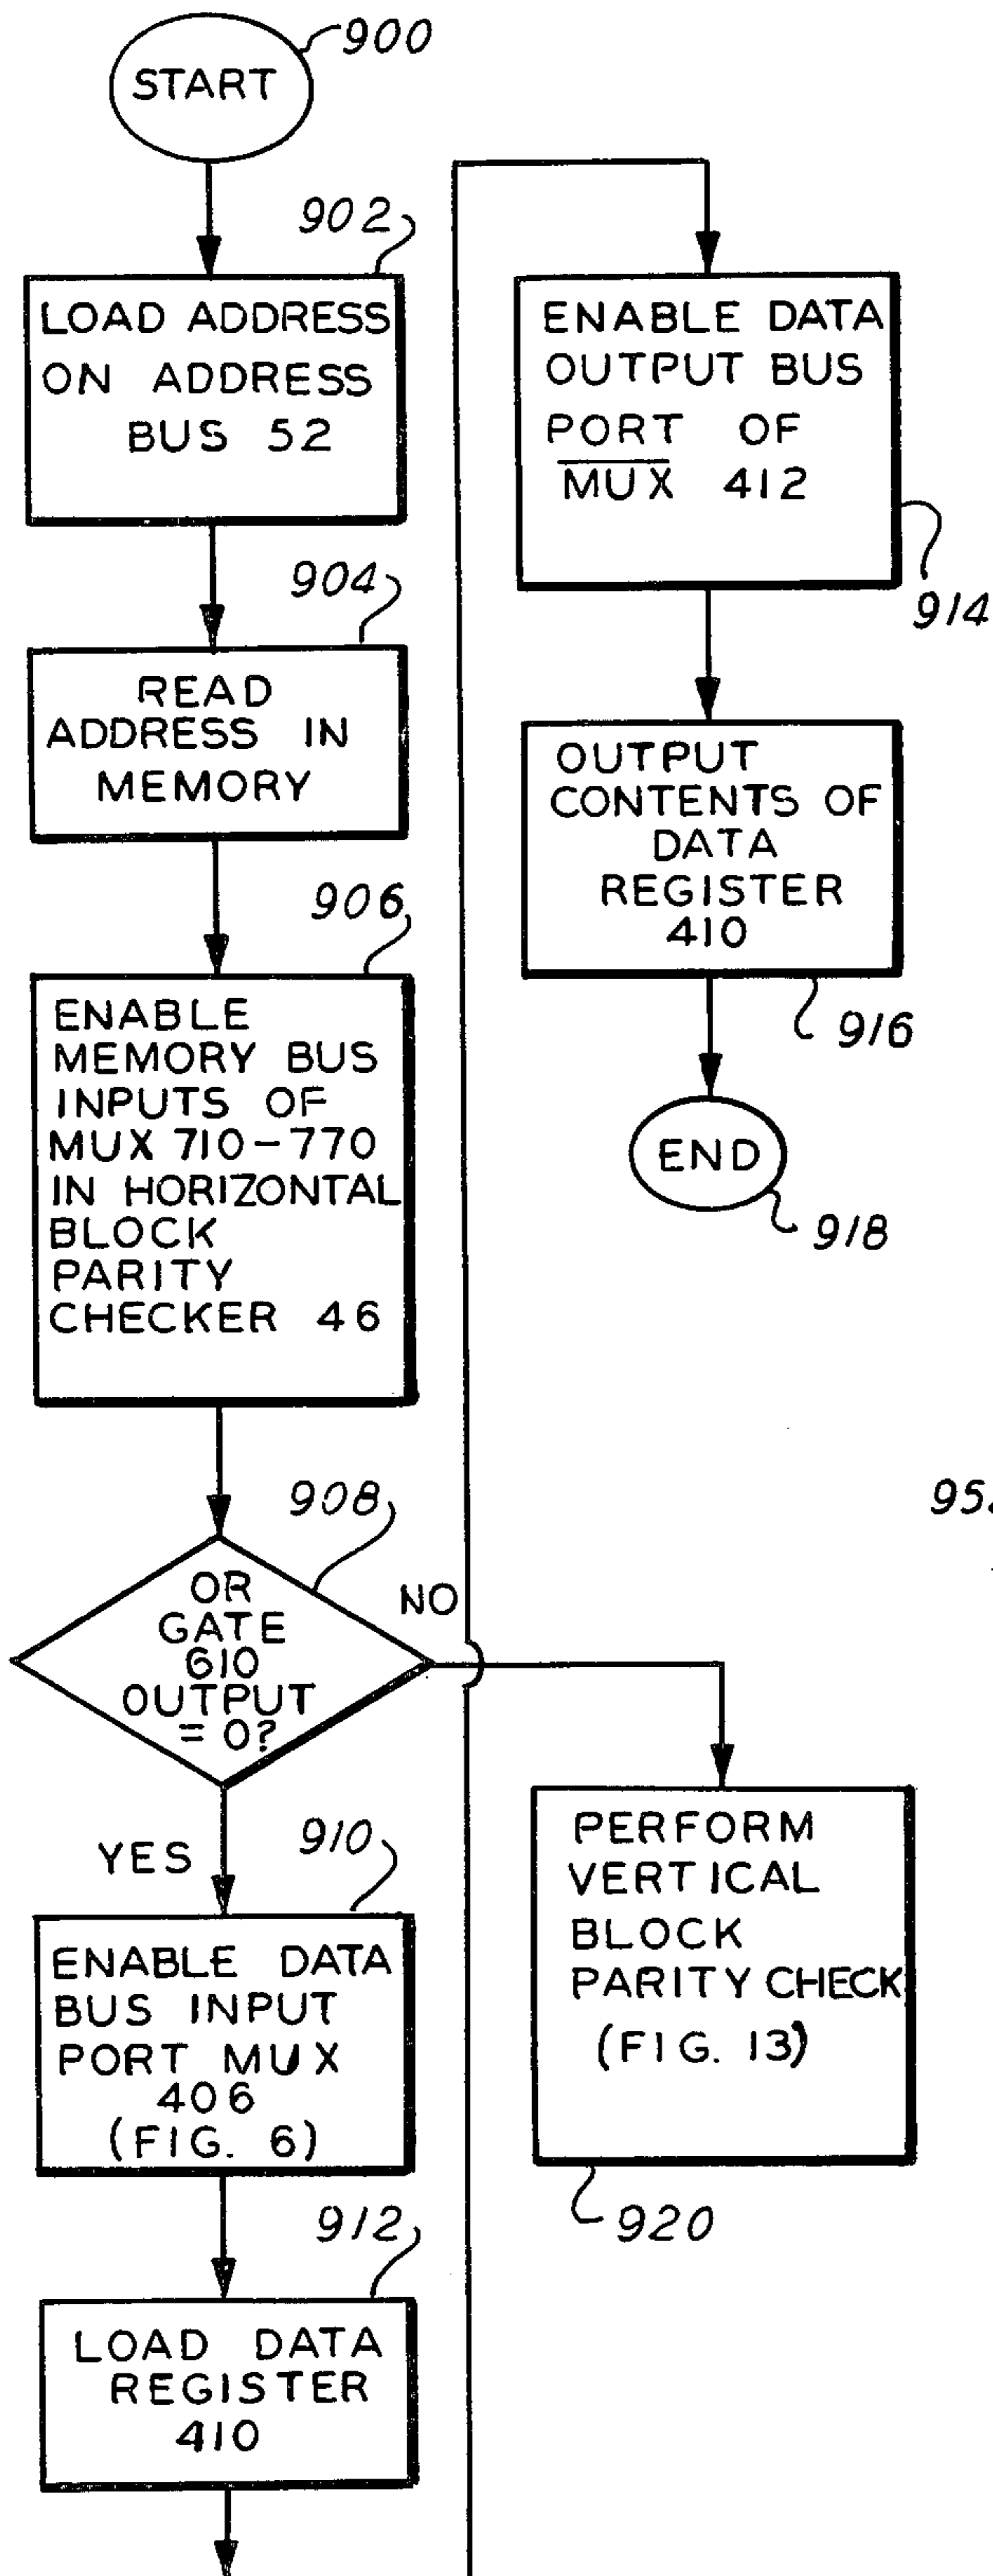 900
START
902
LOAD ADDRESS
ON ADDRESS
BUS 52
904
READ
ADDRESS IN
MEMORY
906
ENABLE
MEMORY BUS
INPUTS OF
MUX 710-770
IN HORIZONTAL
BLOCK
PARITY
CHECKER 46
908
OR
GATE
610
OUTPUT
= 0?
NO
YES
910
ENABLE DATA
BUS INPUT
PORT MUX
406
(FIG. 6)
912
LOAD DATA
REGISTER
410
ENABLE DATA
OUTPUT BUS
PORT OF
MUX 412
914
OUTPUT
CONTENTS OF
DATA
REGISTER
410
916
END
918
PERFORM
VERTICAL
BLOCK
PARITY CHECK
(FIG. 13)
920